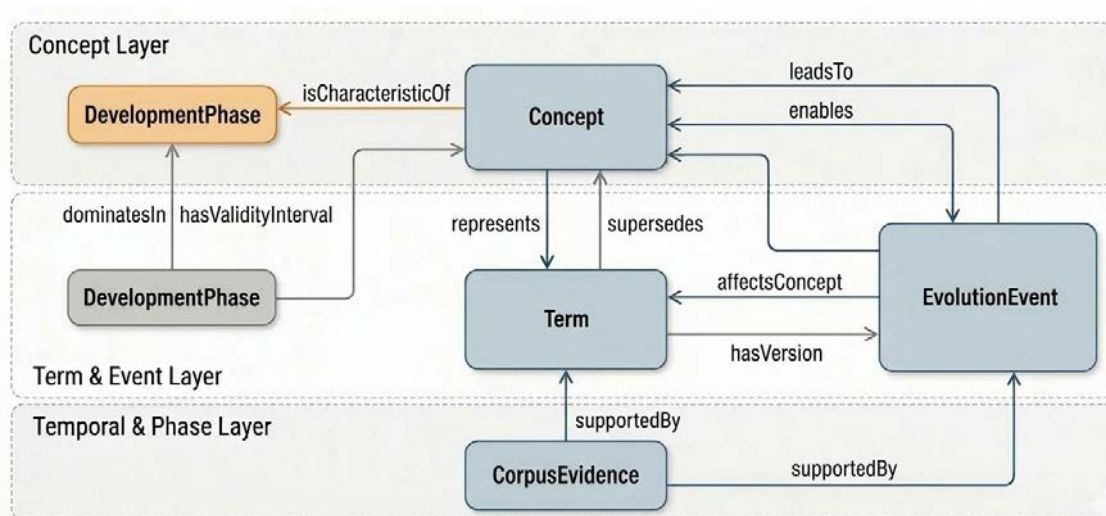 Concept Layer
DevelopmentPhase
isCharacteristicOf
Concept
leadsTo
enables
dominatesIn
hasValidityInterval
represents
supersedes
DevelopmentPhase
Term
affectsConcept
hasVersion
EvolutionEvent
Term & Event Layer
Temporal & Phase Layer
supportedBy
CorpusEvidence
supportedBy